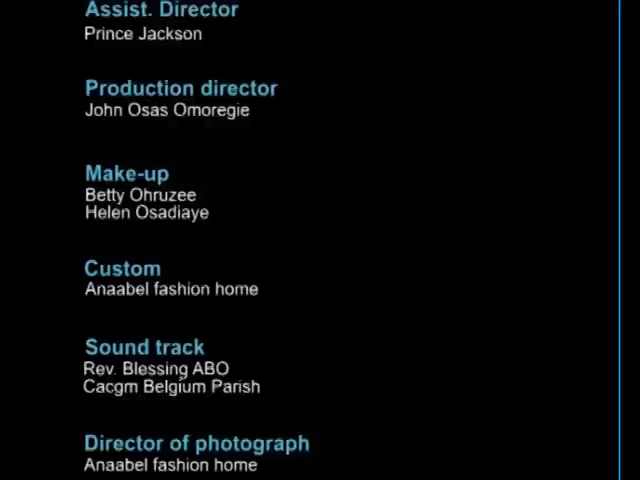 Assist. Director
Prince Jackson
Production director
John Osas Omoregie
Make-up
Betty Ohruzee
Helen Osadiaye
Custom
Anaabel fashion home
Sound track
Rev. Blessing ABO
Cacgm Belgium Parish
Director of photograph
Anaabel fashion home